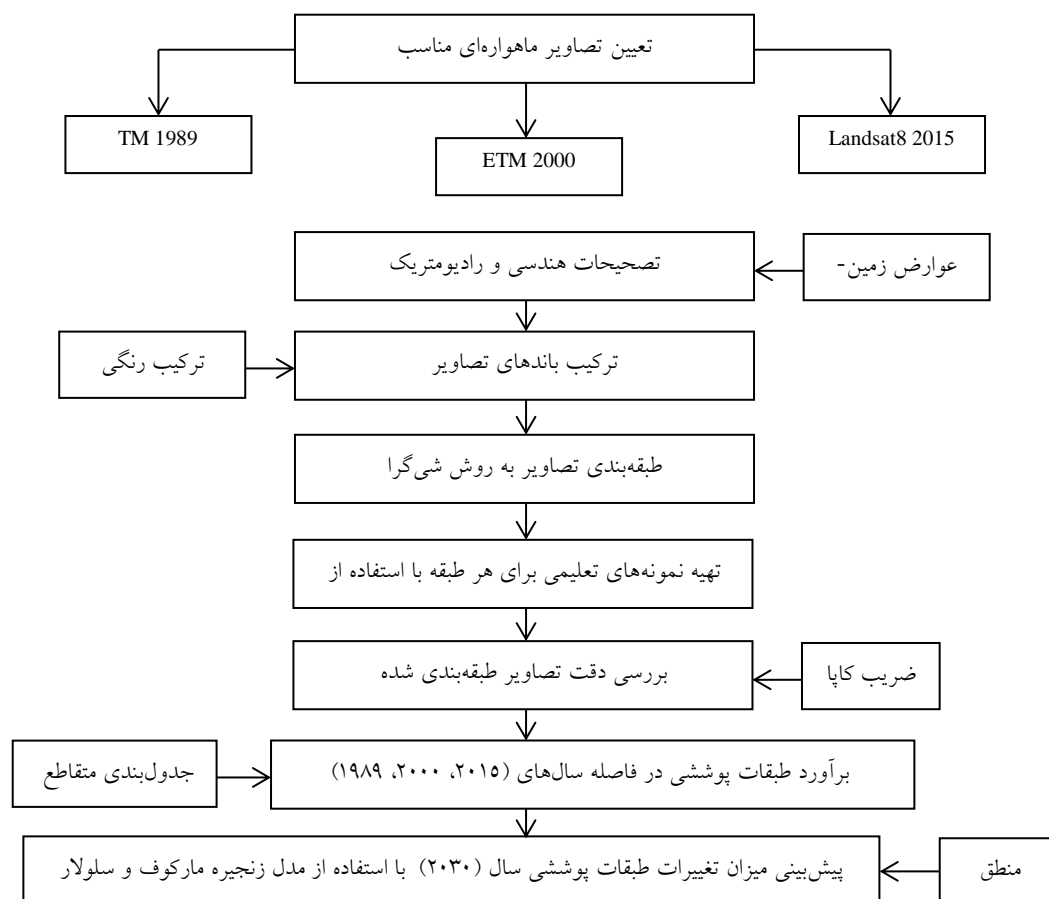 تعیین تصاویر ماهواره‌ای مناسب
TM 1989
ETM 2000
Landsat8 2015
تصحیحات هندسی و رادیومتریک
عوارض زمین-
ترکیب باندهای تصاویر
ترکیب رنگی
طبقه‌بندی تصاویر به روش شی‌گرا
تهیه نمونه‌های تعلیمی برای هر طبقه با استفاده از
بررسی دقت تصاویر طبقه‌بندی شده
ضریب کاپا
برآورد طبقات پوششی در فاصله سال‌های (۲۰۱۵، ۲۰۰۰، ۱۹۸۹)
جدول‌بندی متقاطع
پیش‌بینی میزان تغییرات طبقات پوششی سال (۲۰۳۰) با استفاده از مدل زنجیره مارکوف و سلولار
منطق